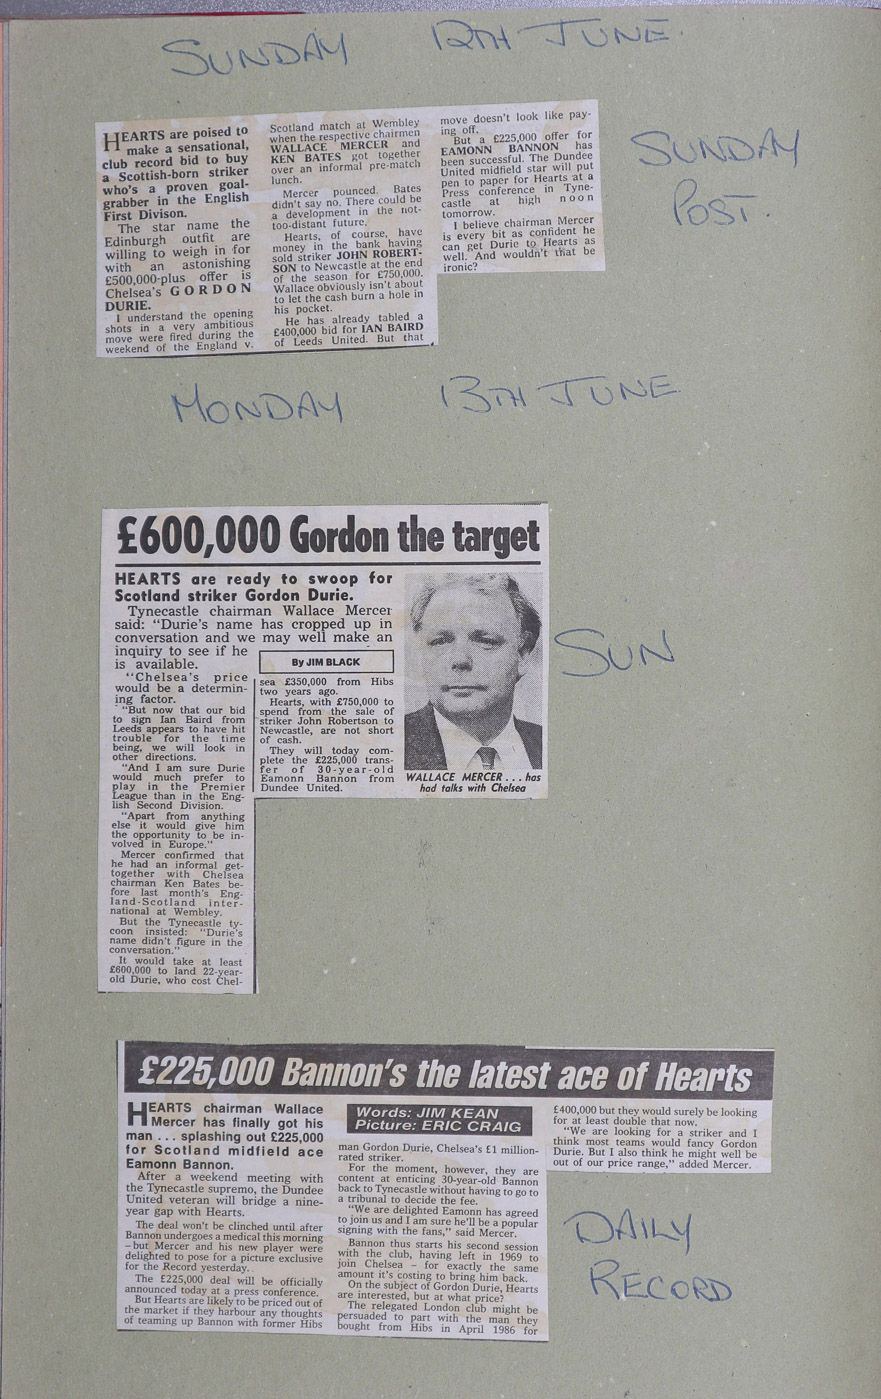 SUNDAY 12TH JUNE.
HEARTS are poised to
make a sensational,
club record bid to buy
a Scottish-born striker
who's a proven goal-
grabber in the English
First Divison.
The star name the
Edinburgh outfit are
willing to weigh in for
with an astonishing
£500,000-plus offer is
Chelsea's GORDON
DURIE.
I understand the opening
shots in a very ambitious
move were fired during the
weekend of the England v.
Scotland match at Wembley
when the respective chairmen
WALLACE MERCER and
KEN BATES got together
over an informal pre-match
lunch.
Mercer pounced. Bates
didn't say no. There could be
a development in the not-
too-distant future.
Hearts, of course, have
money in the bank having
sold striker JOHN ROBERT-
SON to Newcastle at the end
of the season for £750,000.
Wallace obviously isn't about
to let the cash burn a hole in
his pocket.
He has already tabled a
£400,000 bid for IAN BAIRD
of Leeds United. But that
move doesn't look like pay-
ing off.
But a £225,000 offer for
EAMONN BANNON has
been successful. The Dundee
United midfield star will put
pen to paper for Hearts at a
Press conference in Tyne-
castle at high noon
tomorrow.
I believe chairman Mercer
is every bit as confident he
can get Durie to Hearts as
well. And wouldn't that be
ironic?
SUNDAY
POST.
MONDAY 13TH JUNE
£600,000 Gordon the target
HEARTS are ready to swoop for
Scotland striker Gordon Durie.
Tynecastle chairman Wallace Mercer
said: "Durie's name has cropped up in
conversation and we may well make an
inquiry to see if he
is available.
"Chelsea's price
would be a determin-
ing factor.
"But now that our bid
to sign Ian Baird from
Leeds appears to have hit
trouble for the time
being, we will look in
other directions.
"And I am sure Durie
would much prefer to
play in the Premier
League than in the Eng-
lish Second Division.
"Apart from anything
else it would give him
the opportunity to be in-
volved in Europe."
Mercer confirmed that
he had an informal get-
together with Chelsea
chairman Ken Bates be-
fore last month's Eng-
land-Scotland inter-
national at Wembley.
But the Tynecastle ty-
coon insisted: "Durie's
name didn't figure in the
conversation."
It would take at least
£600,000 to land 22-year-
old Durie, who cost Chel-
By JIM BLACK
sea £350,000 from Hibs
two years ago.
Hearts, with £750,000 to
spend from the sale of
striker John Robertson to
Newcastle, are not short
of cash.
They will today com-
plete the £225,000 trans-
fer of 30-year-old
Eamonn Bannon from
Dundee United.
WALLACE MERCER . . . has
had talks with Chelsea
SUN
£225,000 Bannon's the latest ace of Hearts
HEARTS chairman Wallace
Mercer has finally got his
man . . . splashing out £225,000
for Scotland midfield ace
Eamonn Bannon.
After a weekend meeting with
the Tynecastle supremo, the Dundee
United veteran will bridge a nine-
year gap with Hearts.
The deal won't be clinched until after
Bannon undergoes a medical this morning
– but Mercer and his new player were
delighted to pose for a picture exclusive
for the Record yesterday.
The £225,000 deal will be officially
announced today at a press conference.
But Hearts are likely to be priced out of
the market if they harbour any thoughts
of teaming up Bannon with former Hibs
Words: JIM KEAN
Picture: ERIC CRAIG
man Gordon Durie, Chelsea's £1 million-
rated striker.
For the moment, however, they are
content at enticing 30-year-old Bannon
back to Tynecastle without having to go to
a tribunal to decide the fee.
"We are delighted Eamonn has agreed
to join us and I am sure he'll be a popular
signing with the fans," said Mercer.
Bannon thus starts his second session
with the club, having left in 1969 to
join Chelsea – for exactly the same
amount it's costing to bring him back.
On the subject of Gordon Durie, Hearts
are interested, but at what price?
The relegated London club might be
persuaded to part with the man they
bought from Hibs in April 1986 for
£400,000 but they would surely be looking
for at least double that now.
"We are looking for a striker and I
think most teams would fancy Gordon
Durie. But I also think he might well be
out of our price range," added Mercer.
DAILY
RECORD